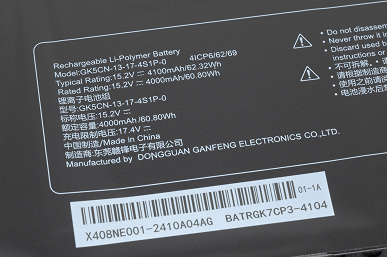 Rechargeable Li-Polymer Battery
Model:GK5CN-13-17-4S1P-0 4ICP6/62/69
Typical Rating:15.2V ⎓ 4100mAh/62.32Wh
Rated Rating:15.2V ⎓ 4000mAh/60.80Wh
锂离子电池组
型号:GK5CN-13-17-4S1P-0
标称电压:15.2V ⎓
额定容量:4000mAh/60.80Wh
充电限制电压:17.4V ⎓
中国制造/Made in China
制造商:东莞赣锋电子有限公司
Manufactured by DONGGUAN GANFENG ELECTRONICS CO.,LTD.
• Do not disassem
• Never throw it in
• Discard used b
instructions or
• 不可拆解,
• 请根据制造商
• 使用之前请
• 电池浸水后禁
01-1A
X408NE001-2410A04AG BATRGK7CP3-4104